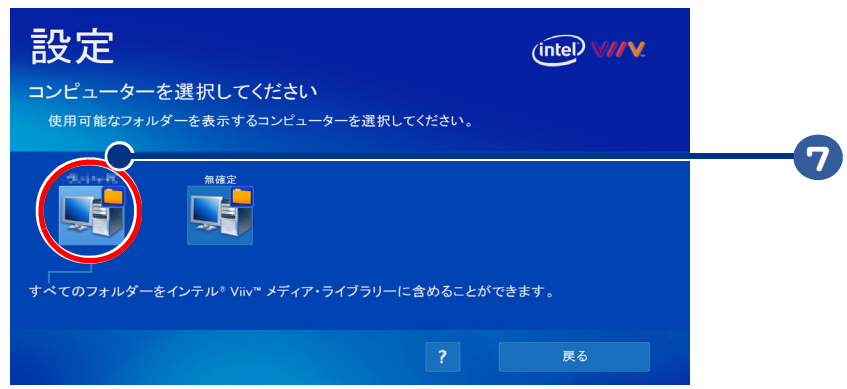 設定
intel Viiv™
コンピューターを選択してください
使用可能なフォルダーを表示するコンピューターを選択してください。
7
無確定
すべてのフォルダーをインテル® Viiv™ メディア・ライブラリーに含めることができます。
?
戻る